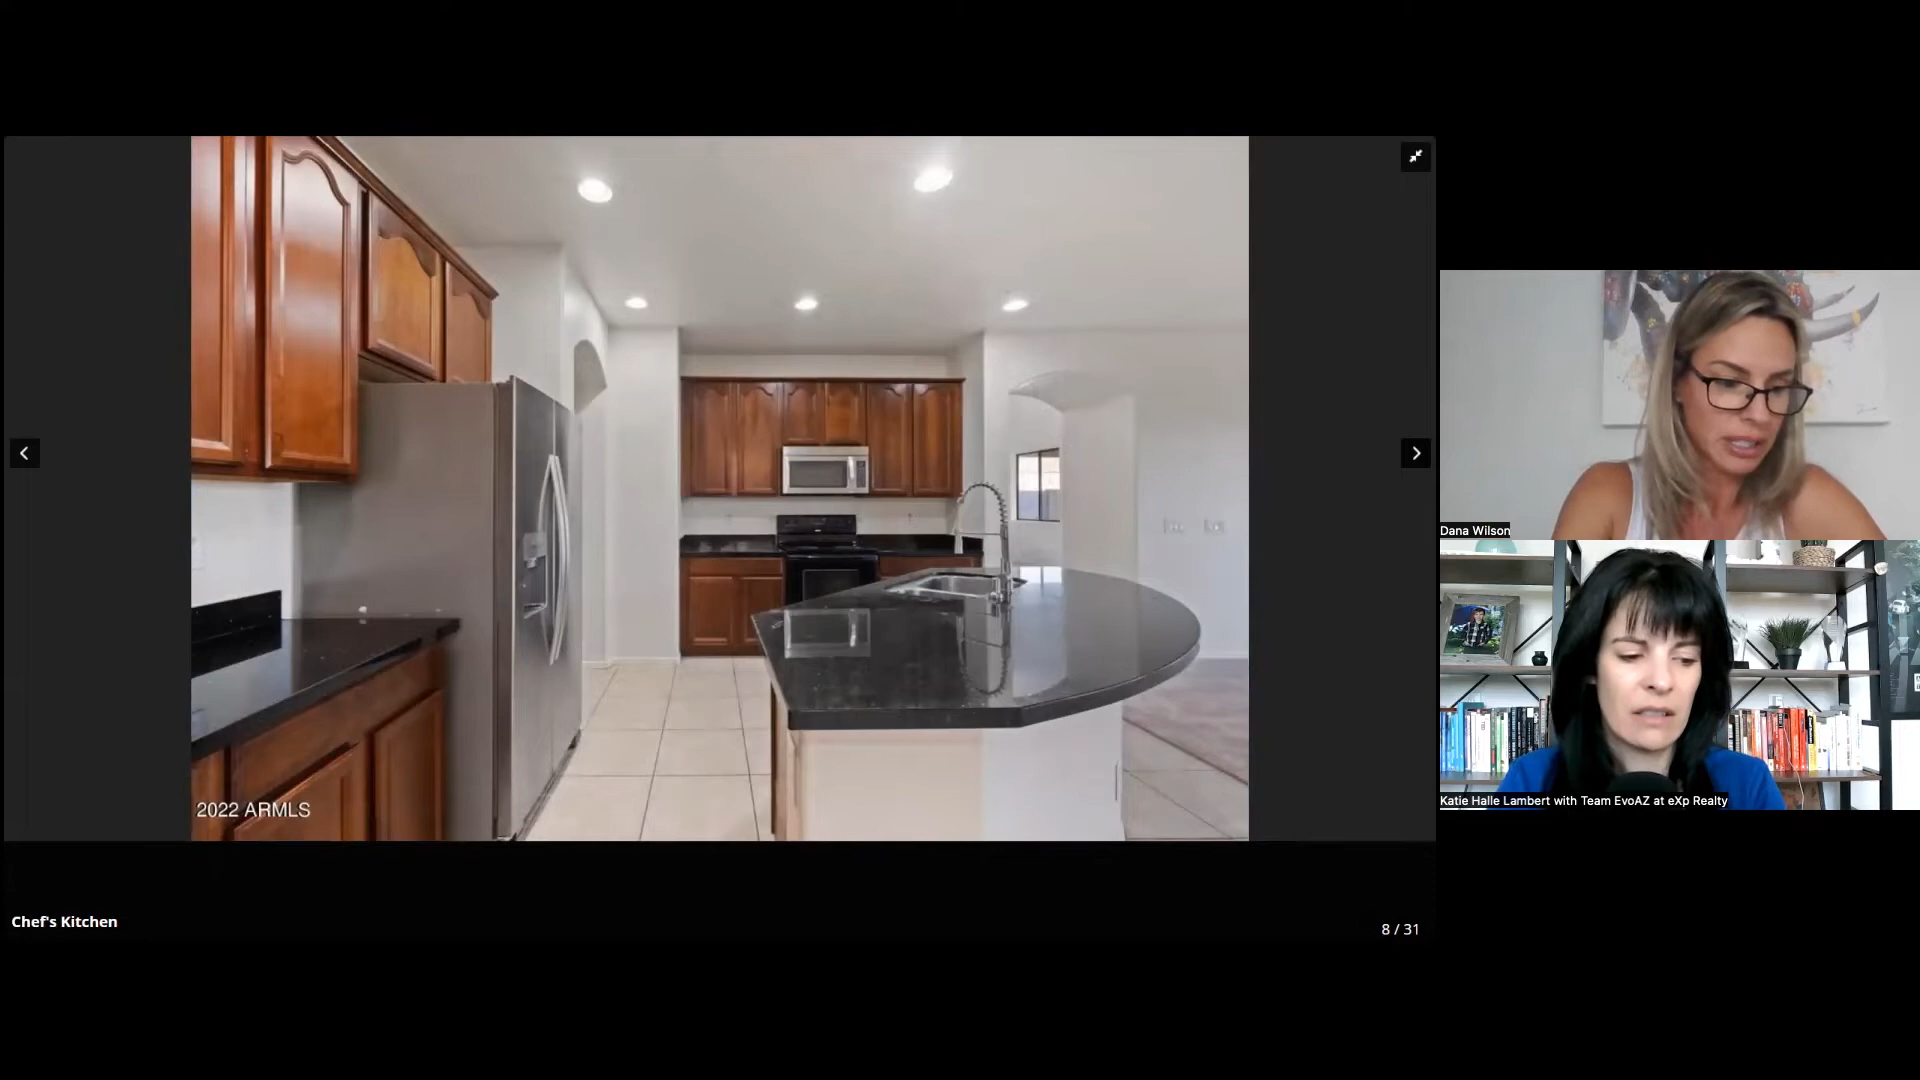 2022 ARMLS
Chef's Kitchen
8 / 31
Dana Wilson
Katie Halle Lambert with Team EvoAZ at eXp Realty